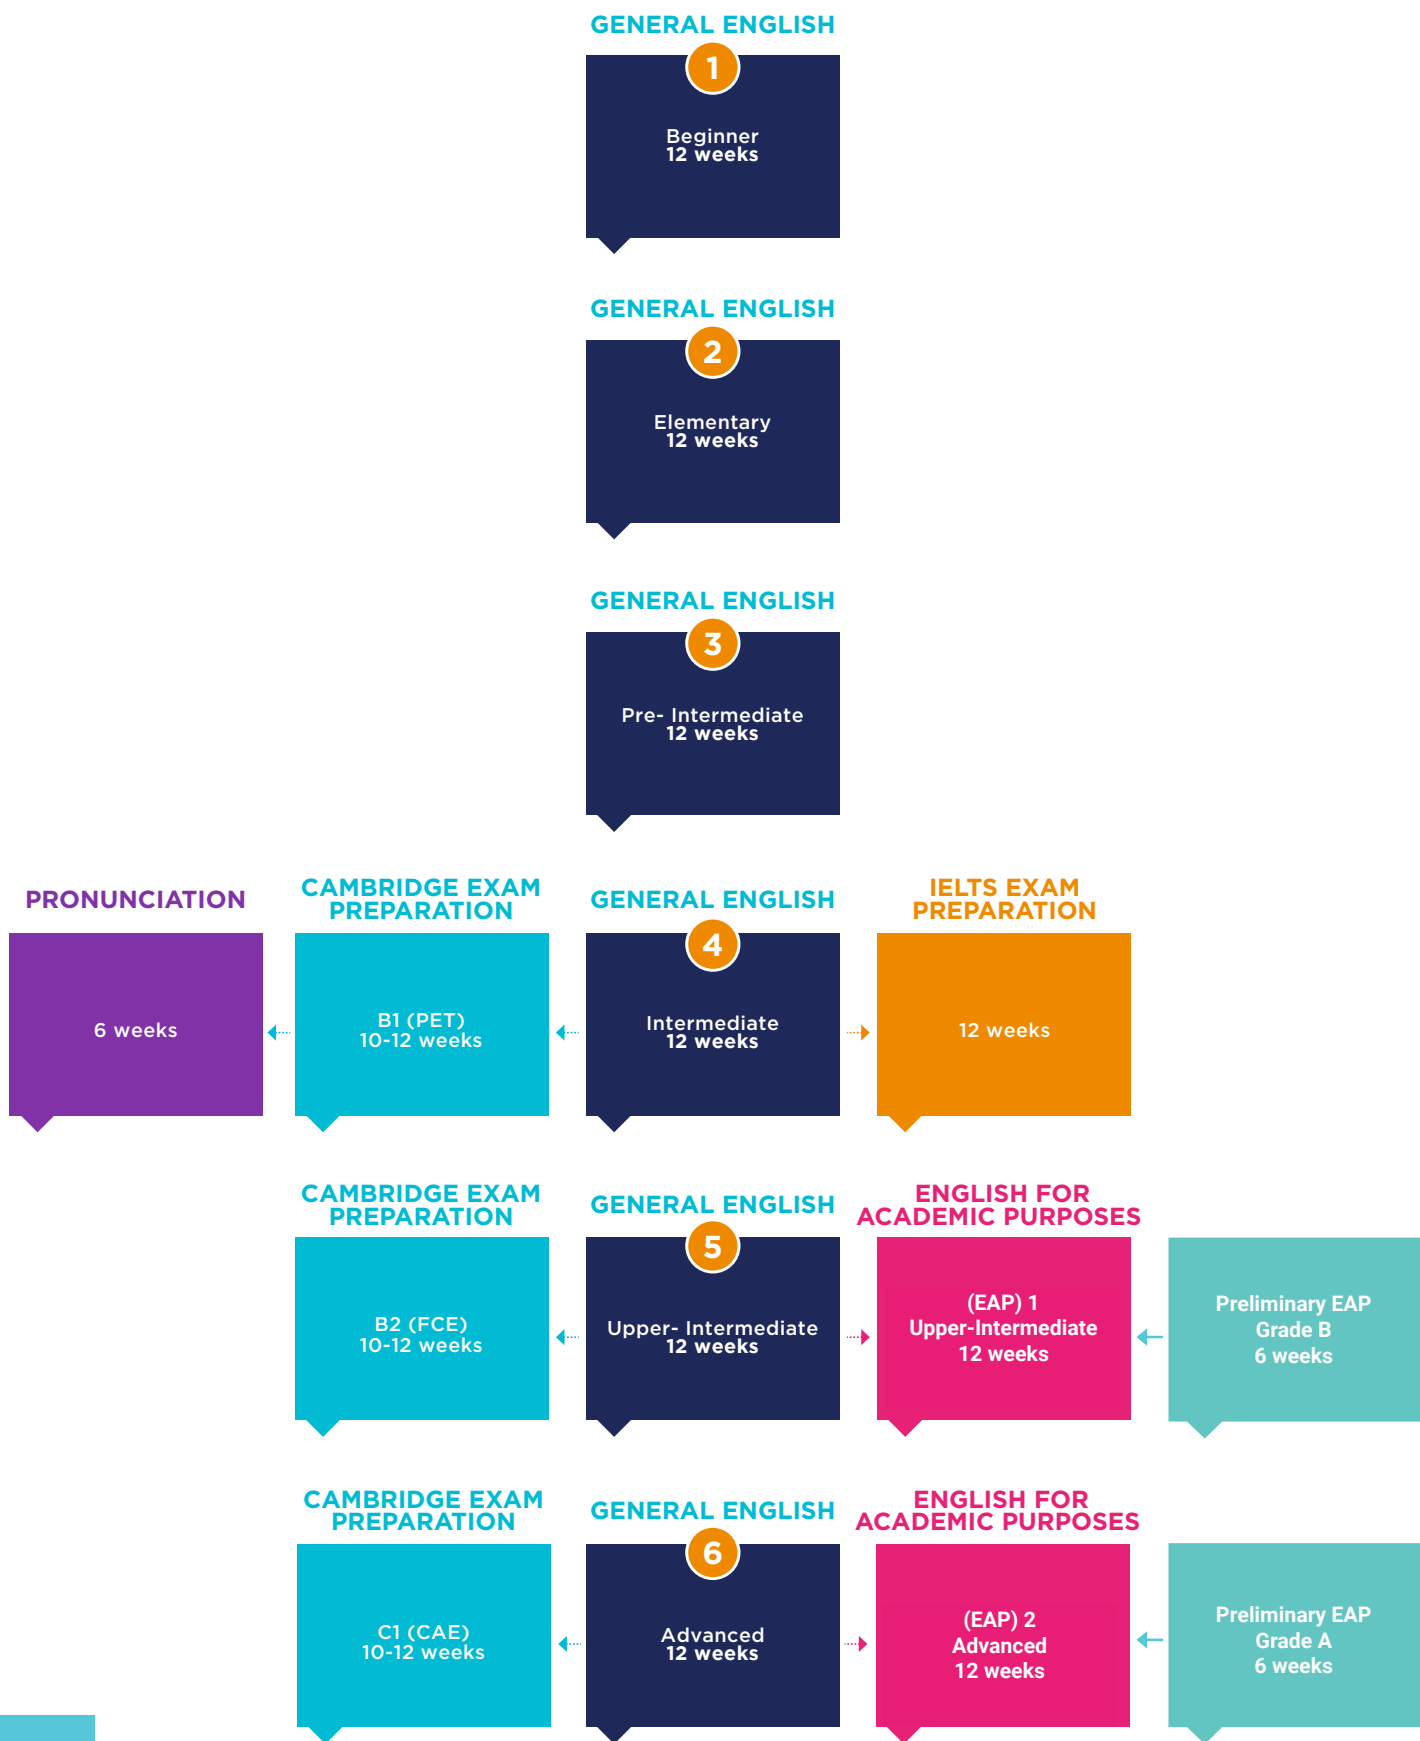 GENERAL ENGLISH
1
Beginner
12 weeks
GENERAL ENGLISH
2
Elementary
12 weeks
GENERAL ENGLISH
3
Pre- Intermediate
12 weeks
PRONUNCIATION
6 weeks
CAMBRIDGE EXAM
PREPARATION
B1 (PET)
10-12 weeks
GENERAL ENGLISH
4
Intermediate
12 weeks
IELTS EXAM
PREPARATION
12 weeks
CAMBRIDGE EXAM
PREPARATION
B2 (FCE)
10-12 weeks
GENERAL ENGLISH
5
Upper- Intermediate
12 weeks
ENGLISH FOR
ACADEMIC PURPOSES
(EAP) 1
Upper-Intermediate
12 weeks
Preliminary EAP
Grade B
6 weeks
CAMBRIDGE EXAM
PREPARATION
C1 (CAE)
10-12 weeks
GENERAL ENGLISH
6
Advanced
12 weeks
ENGLISH FOR
ACADEMIC PURPOSES
(EAP) 2
Advanced
12 weeks
Preliminary EAP
Grade A
6 weeks